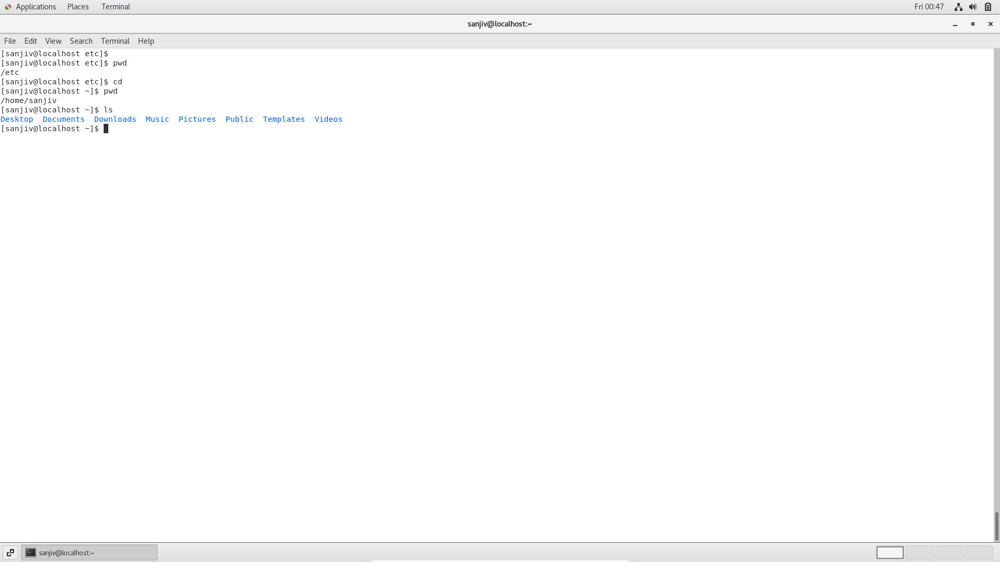 Applications Places Terminal Fri 00:47
sanjiv@localhost:~
File Edit View Search Terminal Help
[sanjiv@localhost etc]$
[sanjiv@localhost etc]$ pwd
/etc
[sanjiv@localhost etc]$ cd
[sanjiv@localhost ~]$ pwd
/home/sanjiv
[sanjiv@localhost ~]$ ls
Desktop  Documents  Downloads  Music  Pictures  Public  Templates  Videos
[sanjiv@localhost ~]$
sanjiv@localhost:~